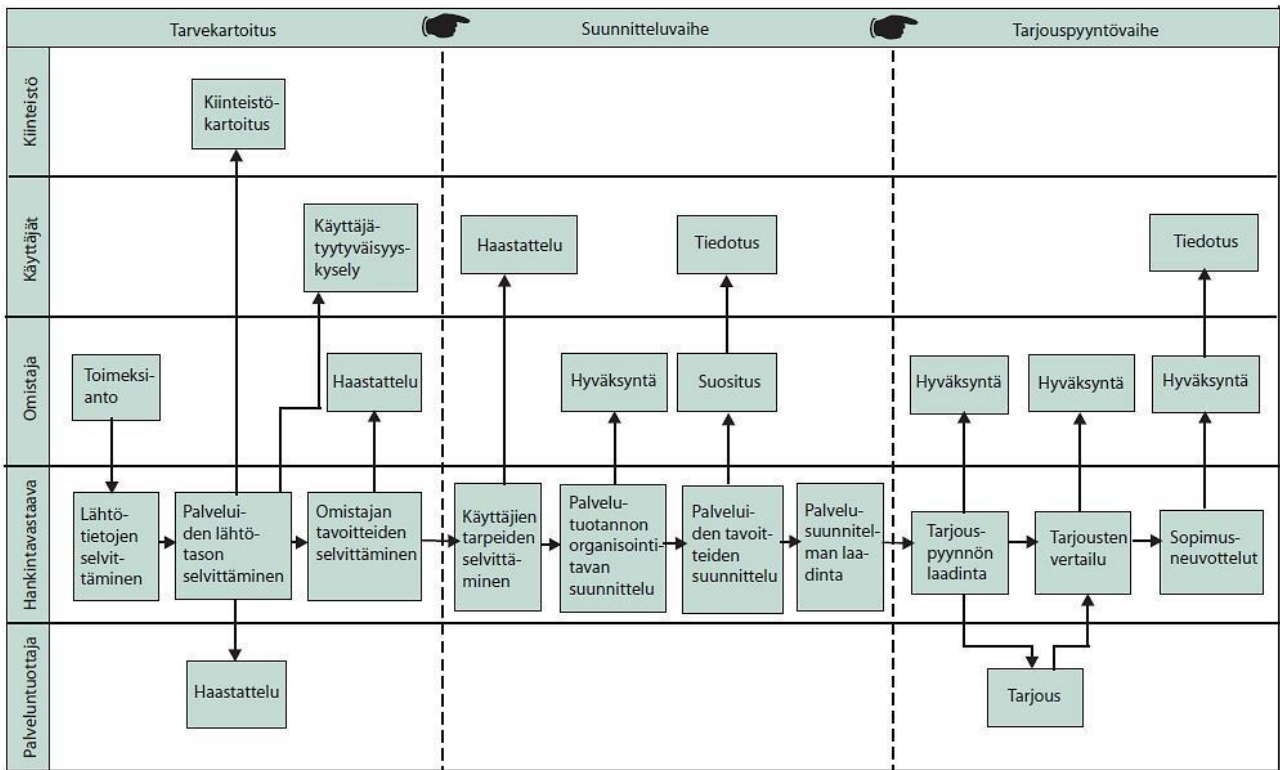 Tarvekartoitus
Suunnitteluvaihe
Tarjouspyyntövaihe
Kiinteistö
Kiinteistö-
kartoitus
Käyttäjät
Käyttäjä-
tyytyväisyys-
kysely
Haastattelu
Tiedotus
Tiedotus
Omistaja
Toimeksi-
anto
Haastattelu
Hyväksyntä
Suositus
Hyväksyntä
Hyväksyntä
Hyväksyntä
Hankintavastaava
Lähtö-
tietojen
selvit-
täminen
Palvelui-
den lähtö-
tason
selvittäminen
Omistajan
tavoitteiden
selvittäminen
Käyttäjien
tarpeiden
selvittä-
minen
Palvelu-
tuotannon
organisointi-
tavan
suunnittelu
Palvelui-
den tavoit-
teiden
suunnittelu
Palvelu-
suunnitel-
man laa-
dinta
Tarjous-
pyynnön
laadinta
Tarjousten
vertailu
Sopimus-
neuvottelut
Palveluntuottaja
Haastattelu
Tarjous